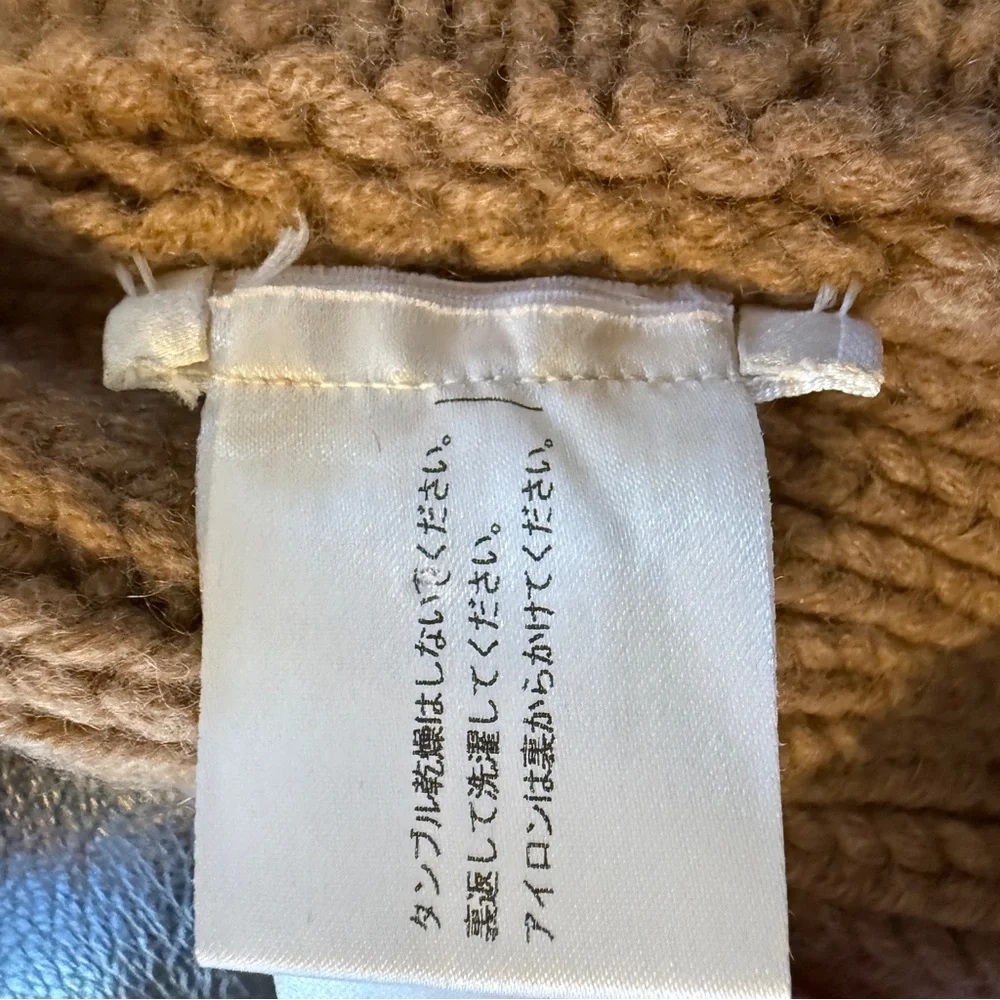 タンブル乾燥はしないでください。
裏返して洗濯してください。
アイロンは裏からかけてください。